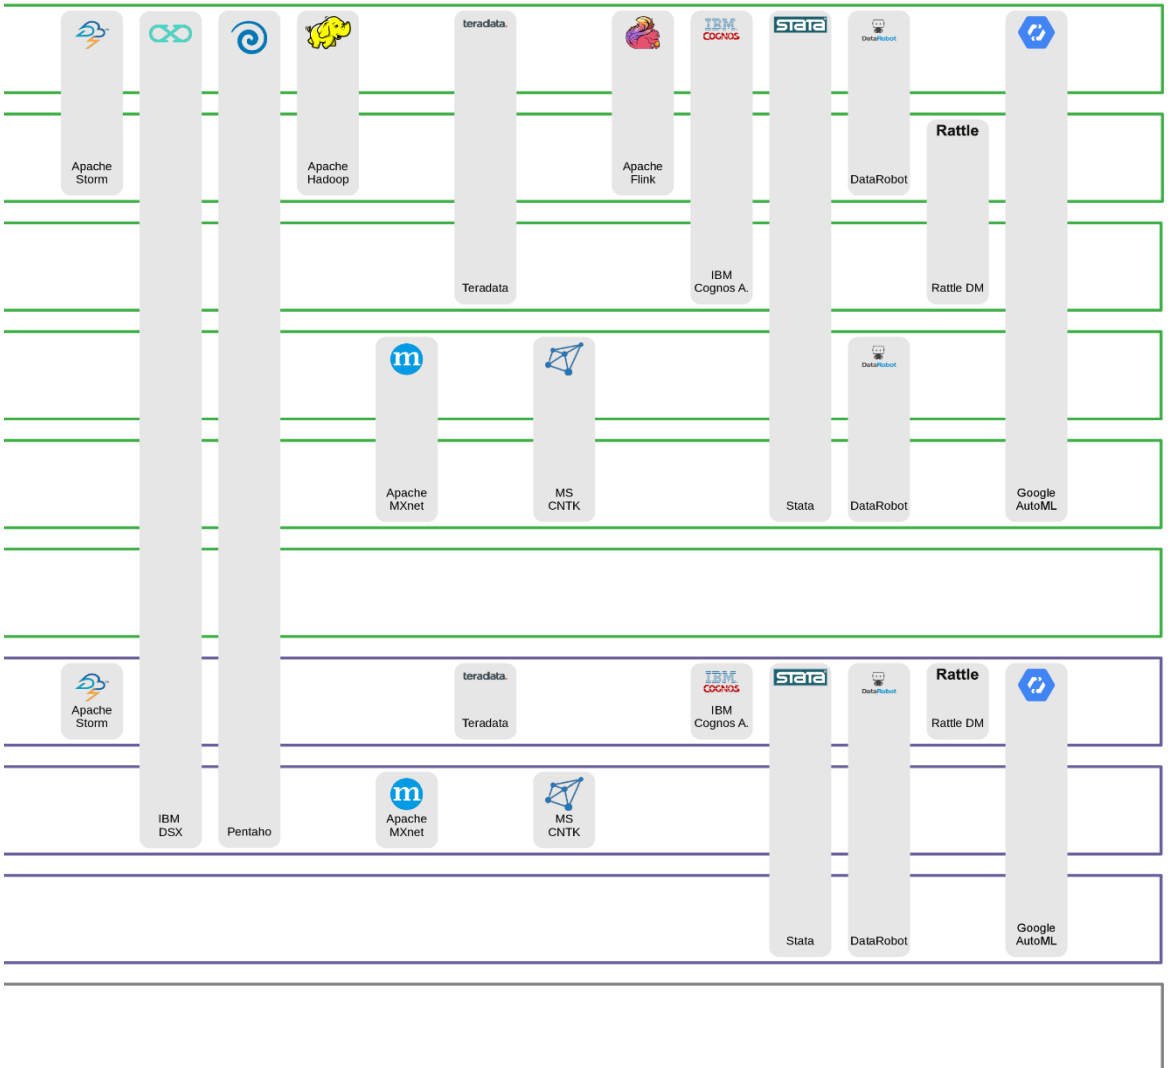 teradata.
IBM
COGNOS
STATA
DataRobot
Rattle
Apache
Storm
Apache
Hadoop
Apache
Flink
DataRobot
Teradata
IBM
Cognos A.
Rattle DM
m
DataRobot
Apache
MXnet
MS
CNTK
Stata
DataRobot
Google
AutoML
teradata.
IBM
COGNOS
STATA
DataRobot
Rattle
Apache
Storm
Teradata
IBM
Cognos A.
Rattle DM
m
IBM
DSX
Pentaho
Apache
MXnet
MS
CNTK
Stata
DataRobot
Google
AutoML